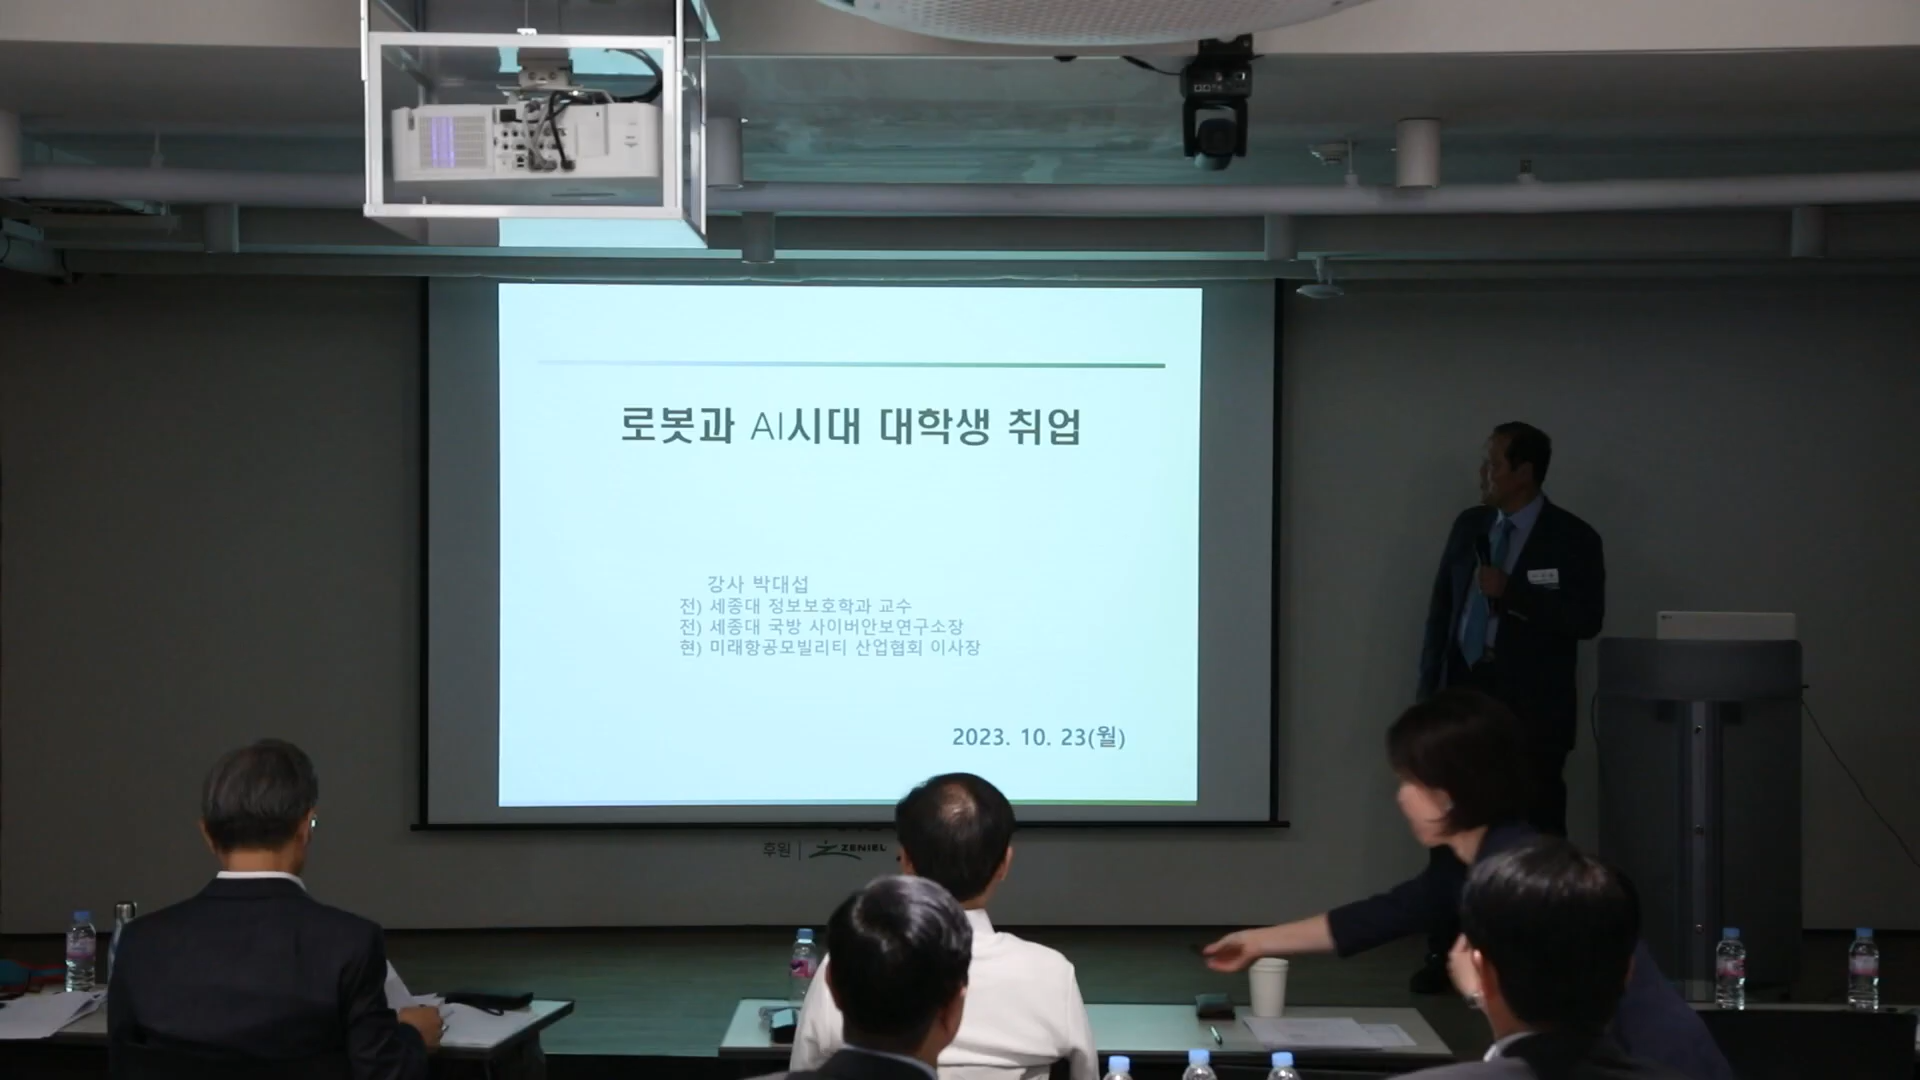 로봇과 AI시대 대학생 취업
강사 박대섭
전) 세종대 정보보호학과 교수
전) 세종대 국방 사이버안보연구소장
현) 미래항공모빌리티 산업협회 이사장
2023. 10. 23(월)
후원 | ZENIEL